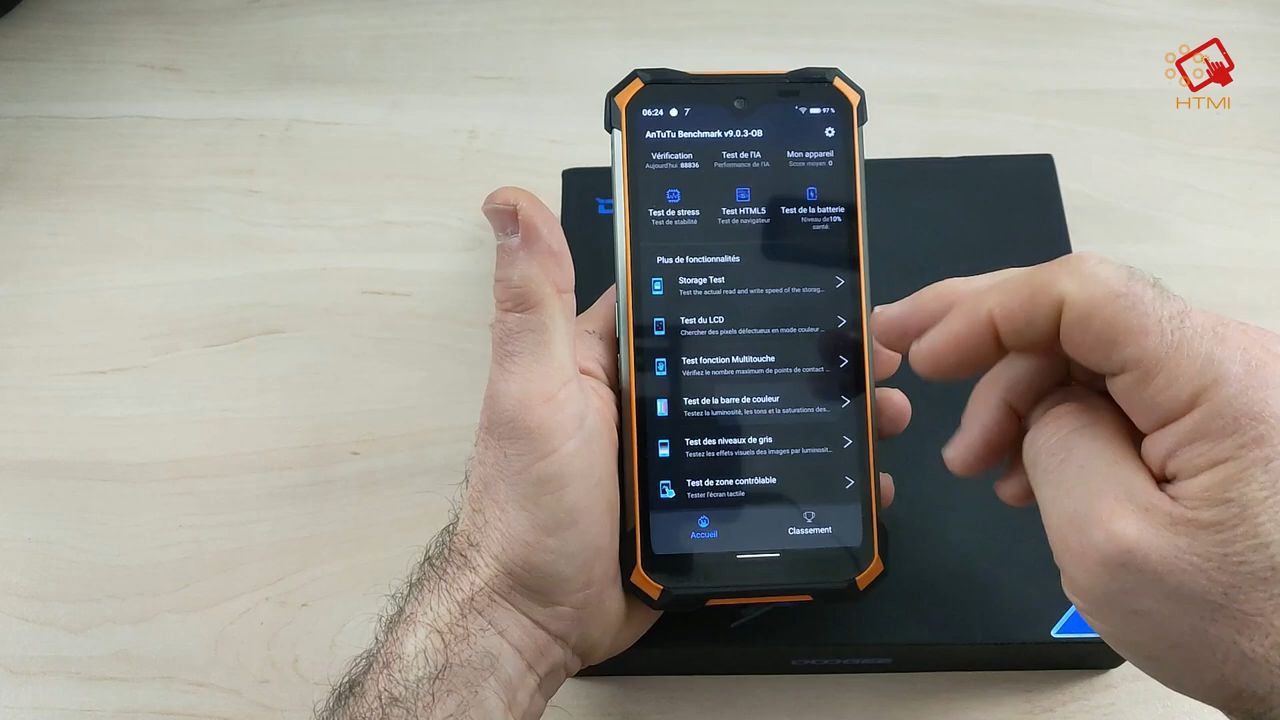 HTMI
06:24 7 97 %
AnTuTu Benchmark v9.0.3-OB
Vérification
Aujourd'hui 88836
Test de l'IA
Performance de l'IA
Mon appareil
Score moyen: 0
Test de stress
Test de stabilité
Test HTML5
Test de navigateur
Test de la batterie
Niveau de10%
santé:
Plus de fonctionnalités
Storage Test
Test the actual read and write speed of the storag...
Test du LCD
Chercher des pixels défectueux en mode couleur ...
Test fonction Multitouche
Vérifiez le nombre maximum de points de contact ...
Test de la barre de couleur
Testez la luminosité, les tons et la saturations des...
Test des niveaux de gris
Testez les effets visuels des images par luminosit...
Test de zone contrôlable
Tester l'écran tactile
Accueil
Classement
DOOGEE